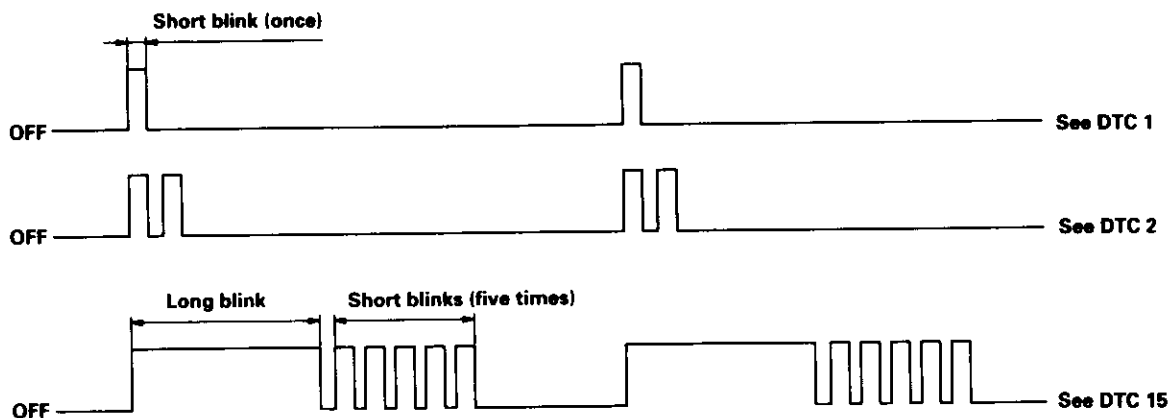 Short blink (once)
OFF
See DTC 1
OFF
See DTC 2
Long blink
Short blinks (five times)
OFF
See DTC 15